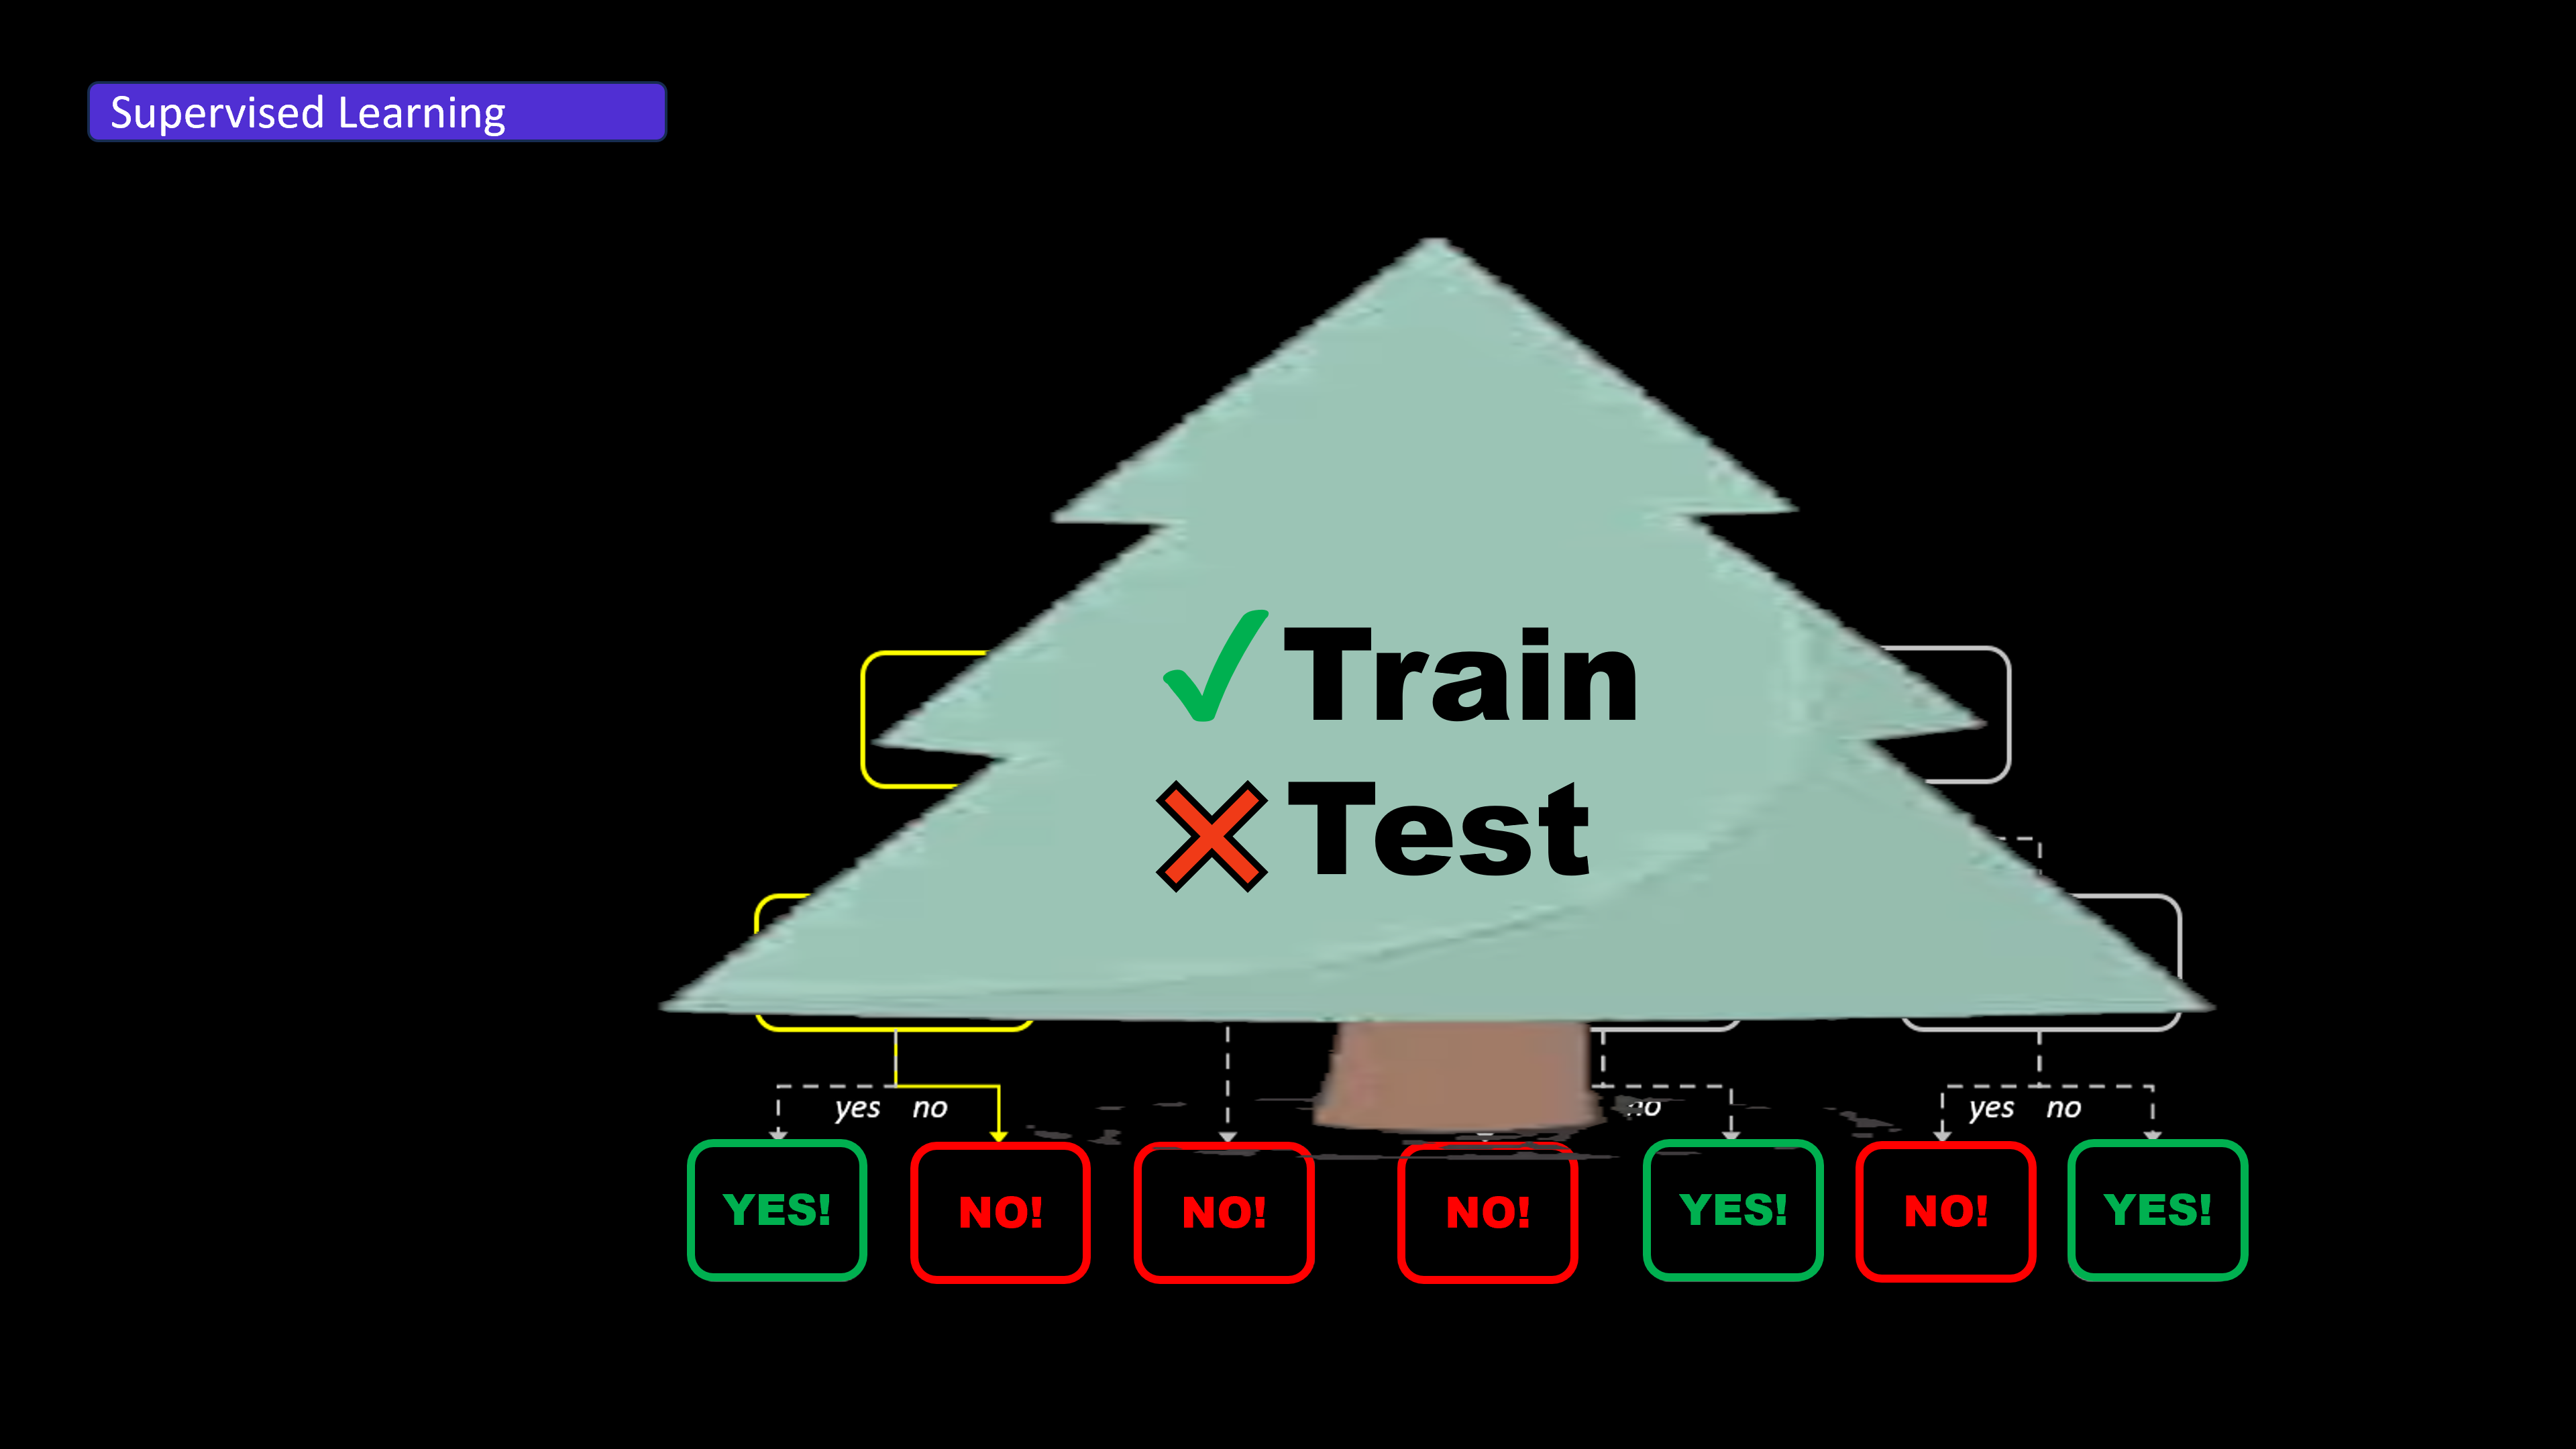 Supervised Learning
Train
Test
yes no
no
yes no
YES!
NO!
NO!
NO!
YES!
NO!
YES!